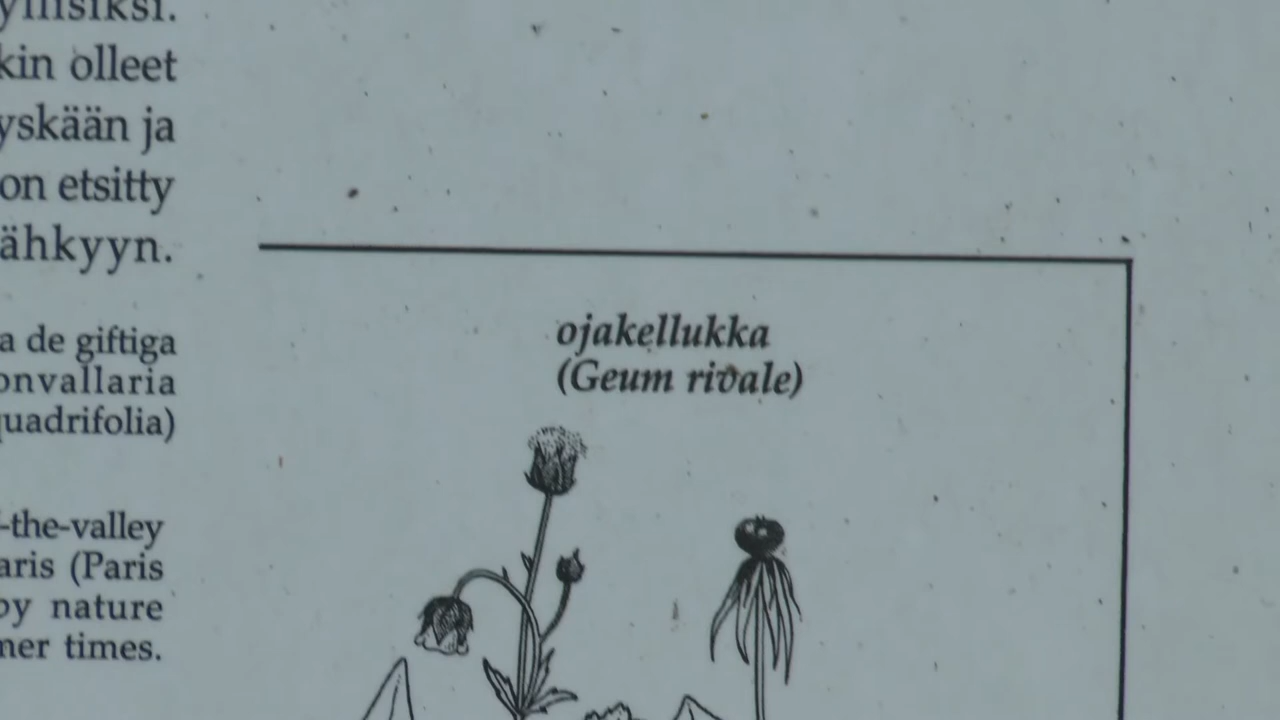 kin olleet
yskään ja
on etsitty
ähkyyn.
a de giftiga
onvallaria
quadrifolia)
-the-valley
aris (Paris
by nature
ner times.
ojakellukka
(Geum rivale)